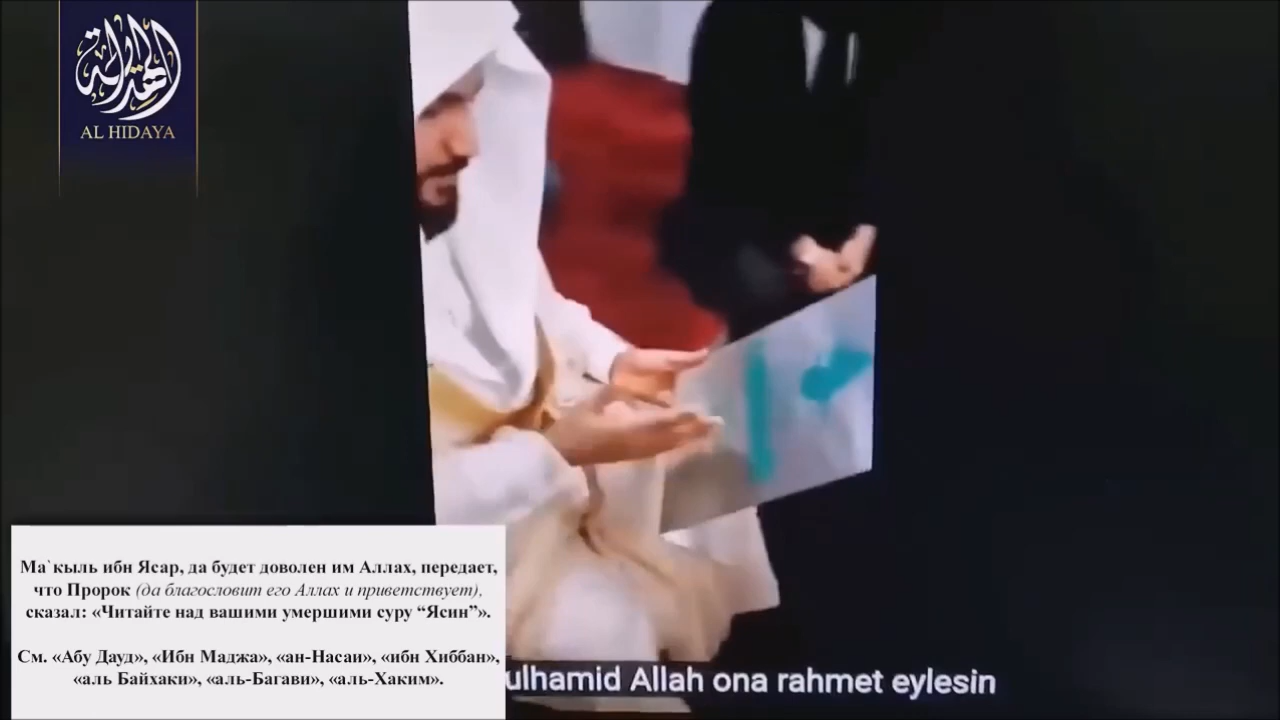 الهداية
AL HIDAYA
Ма`кыль ибн Ясар, да будет доволен им Аллах, передает,
что Пророк (да благословит его Аллах и приветствует),
сказал: «Читайте над вашими умершими суру “Ясин”».
См. «Абу Дауд», «Ибн Маджа», «ан-Насаи», «ибн Хиббан»,
«аль Байхаки», «аль-Багави», «аль-Хаким».
ulhamid Allah ona rahmet eylesin